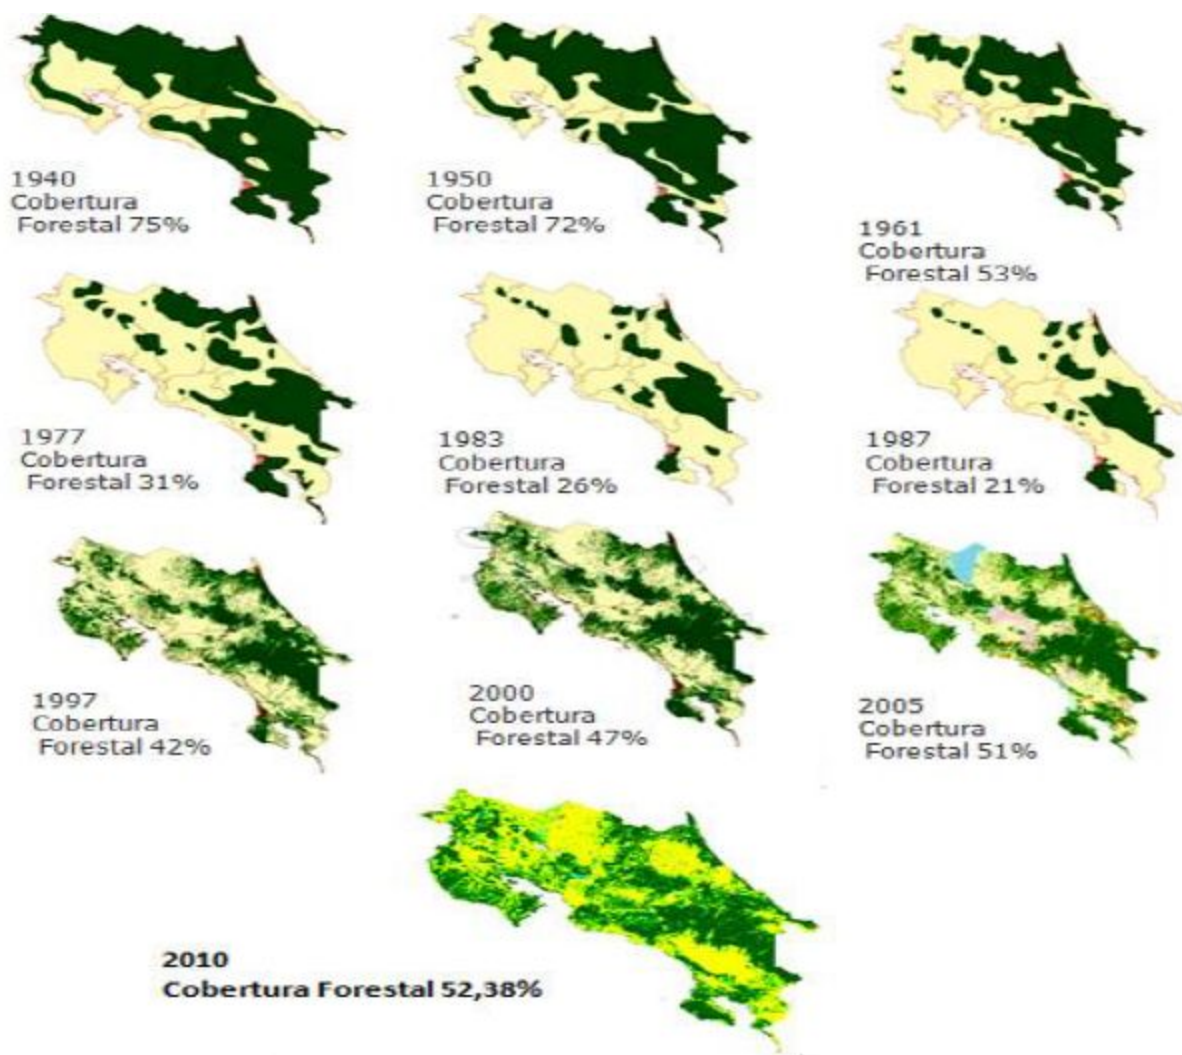 1940
Cobertura
Forestal 75%
1950
Cobertura
Forestal 72%
1961
Cobertura
Forestal 53%
1977
Cobertura
Forestal 31%
1983
Cobertura
Forestal 26%
1987
Cobertura
Forestal 21%
1997
Cobertura
Forestal 42%
2000
Cobertura
Forestal 47%
2005
Cobertura
Forestal 51%
2010
Cobertura Forestal 52,38%